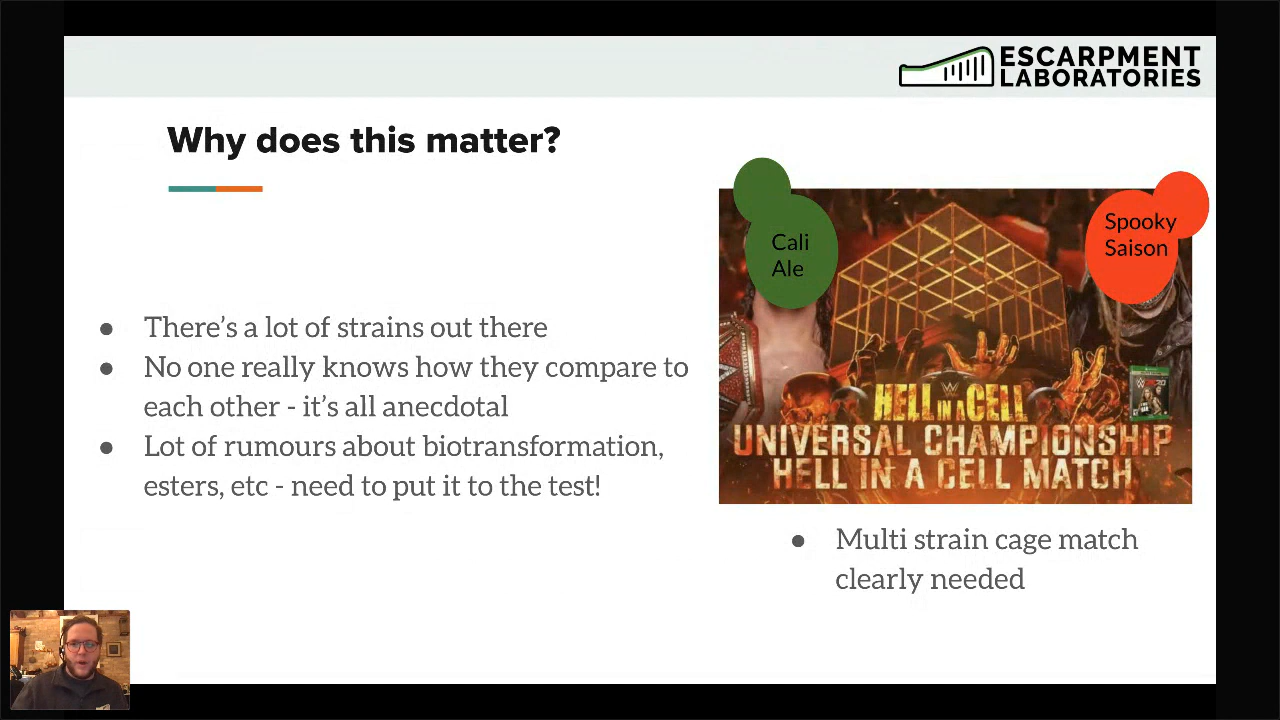 ESCARPMENT
LABORATORIES
Why does this matter?
● There's a lot of strains out there
● No one really knows how they compare to
each other - it's all anecdotal
● Lot of rumours about biotransformation,
esters, etc - need to put it to the test!
Cali
Ale
Spooky
Saison
HELL IN A CELL
UNIVERSAL CHAMPIONSHIP
HELL IN A CELL MATCH
● Multi strain cage match
clearly needed